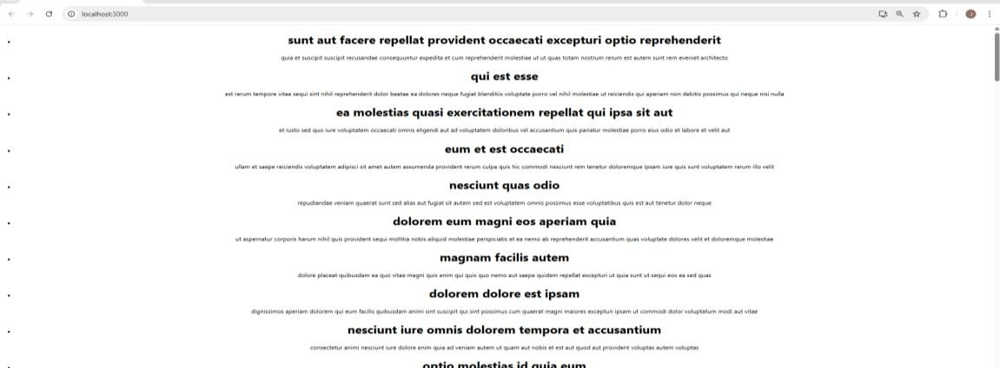 localhost:3000
J
sunt aut facere repellat provident occaecati excepturi optio reprehenderit
quia et suscipit suscipit recusandae consequuntur expedita et cum reprehenderit molestiae ut ut quas totam nostrum rerum est autem sunt rem eveniet architecto
qui est esse
est rerum tempore vitae sequi sint nihil reprehenderit dolor beatae ea dolores neque fugiat blanditiis voluptate porro vel nihil molestiae ut reiciendis qui aperiam non debitis possimus qui neque nisi nulla
ea molestias quasi exercitationem repellat qui ipsa sit aut
et iusto sed quo iure voluptatem occaecati omnis eligendi aut ad voluptatem doloribus vel accusantium quis pariatur molestiae porro eius odio et labore et velit aut
eum et est occaecati
ullam et saepe reiciendis voluptatem adipisci sit amet autem assumenda provident rerum culpa quis hic commodi nesciunt rem tenetur doloremque ipsam iure quis sunt voluptatem rerum illo velit
nesciunt quas odio
repudiandae veniam quaerat sunt sed alias aut fugiat sit autem sed est voluptatem omnis possimus esse voluptatibus quis est aut tenetur dolor neque
dolorem eum magni eos aperiam quia
ut aspernatur corporis harum nihil quis provident sequi mollitia nobis aliquid molestiae perspiciatis et ea nemo ab reprehenderit accusantium quas voluptate dolores velit et doloremque molestiae
magnam facilis autem
dolore placeat quibusdam ea quo vitae magni quis enim qui quis quo nemo aut saepe quidem repellat excepturi ut quia sunt ut sequi eos ea sed quas
dolorem dolore est ipsam
dignissimos aperiam dolorem qui eum facilis quibusdam animi sint suscipit qui sint possimus cum quaerat magni maiores excepturi ipsam ut commodi dolor voluptatum modi aut vitae
nesciunt iure omnis dolorem tempora et accusantium
consectetur animi nesciunt iure dolore enim quia ad veniam autem ut quam aut nobis et est aut quod aut provident voluptas autem voluptas
optio molestias id quia eum